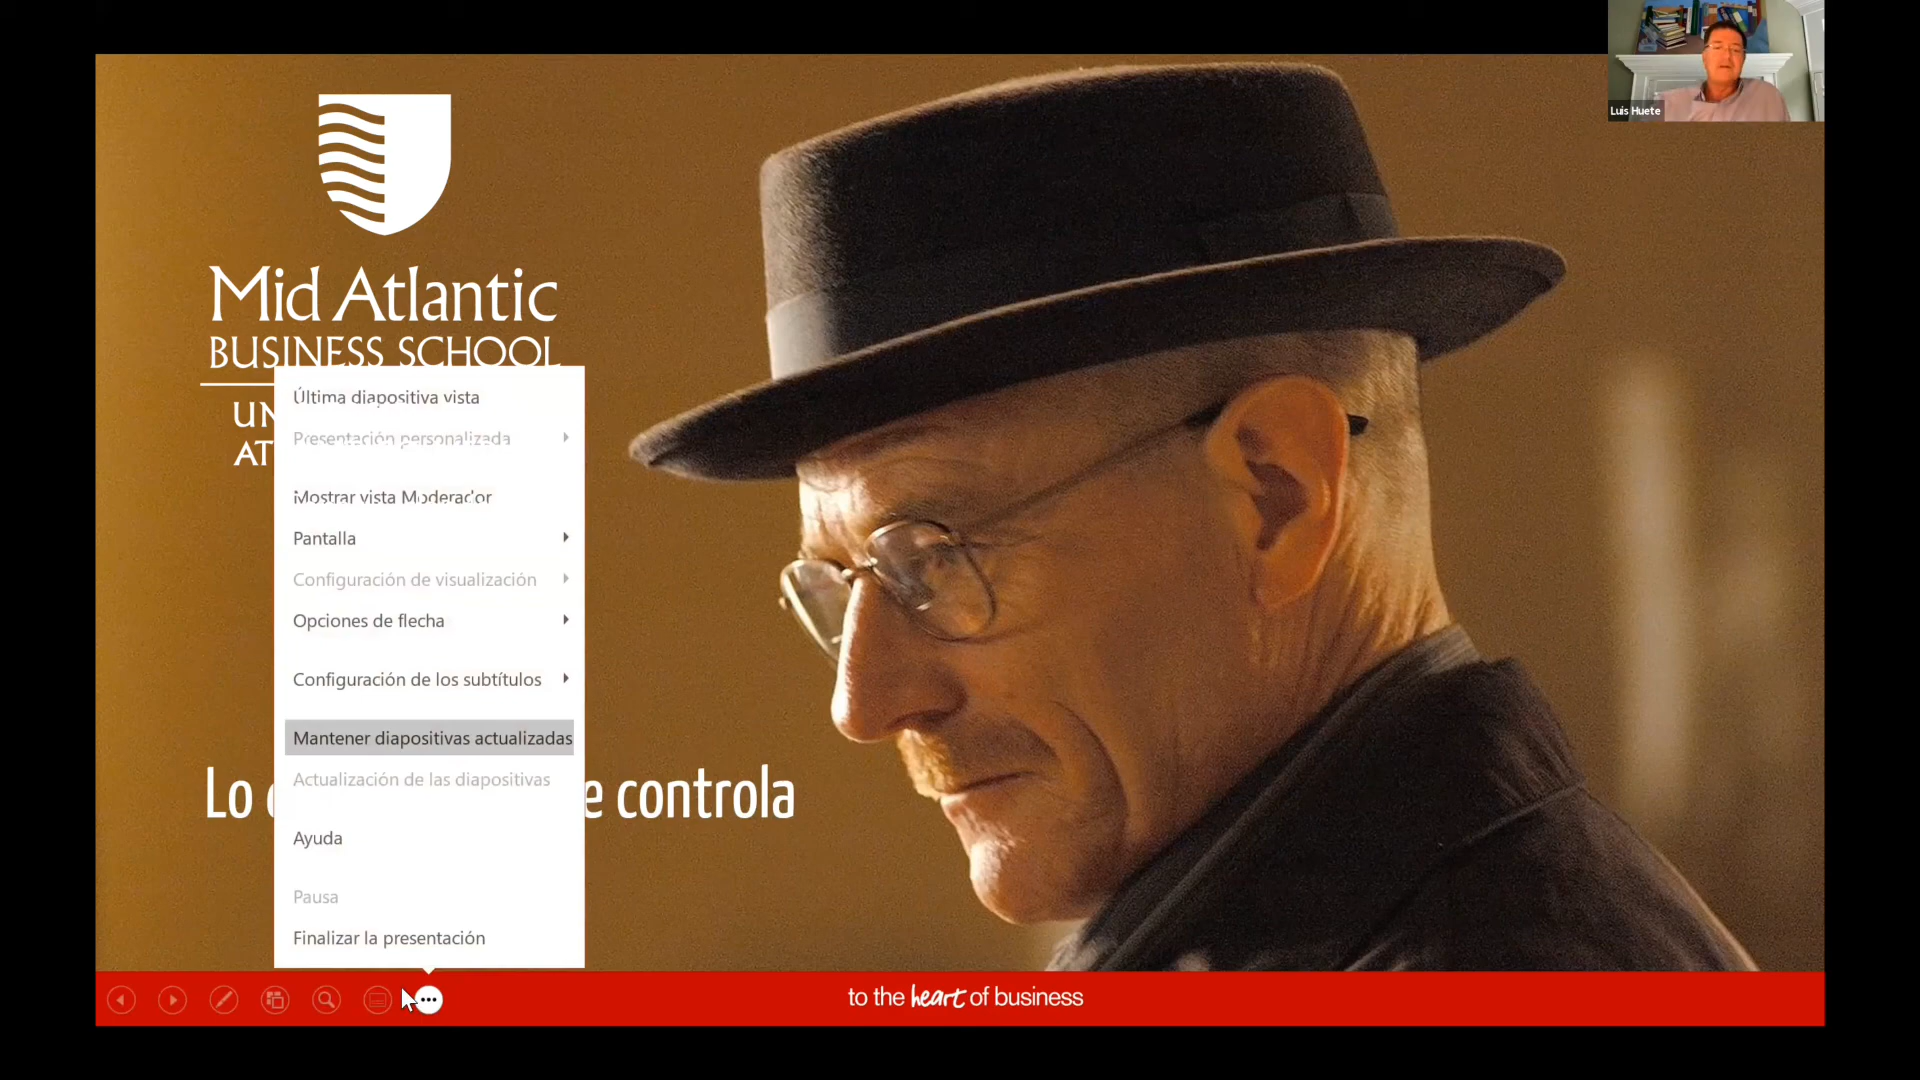 Luis Huete
Mid Atlantic
BUSINESS SCHOOL
UN
AT
Última diapositiva vista
Presentación personalizada
Mostrar vista Moderador
Pantalla
Configuración de visualización
Opciones de flecha
Configuración de los subtítulos
Mantener diapositivas actualizadas
Actualización de las diapositivas
Ayuda
Pausa
Finalizar la presentación
Lo e controla
to the heart of business